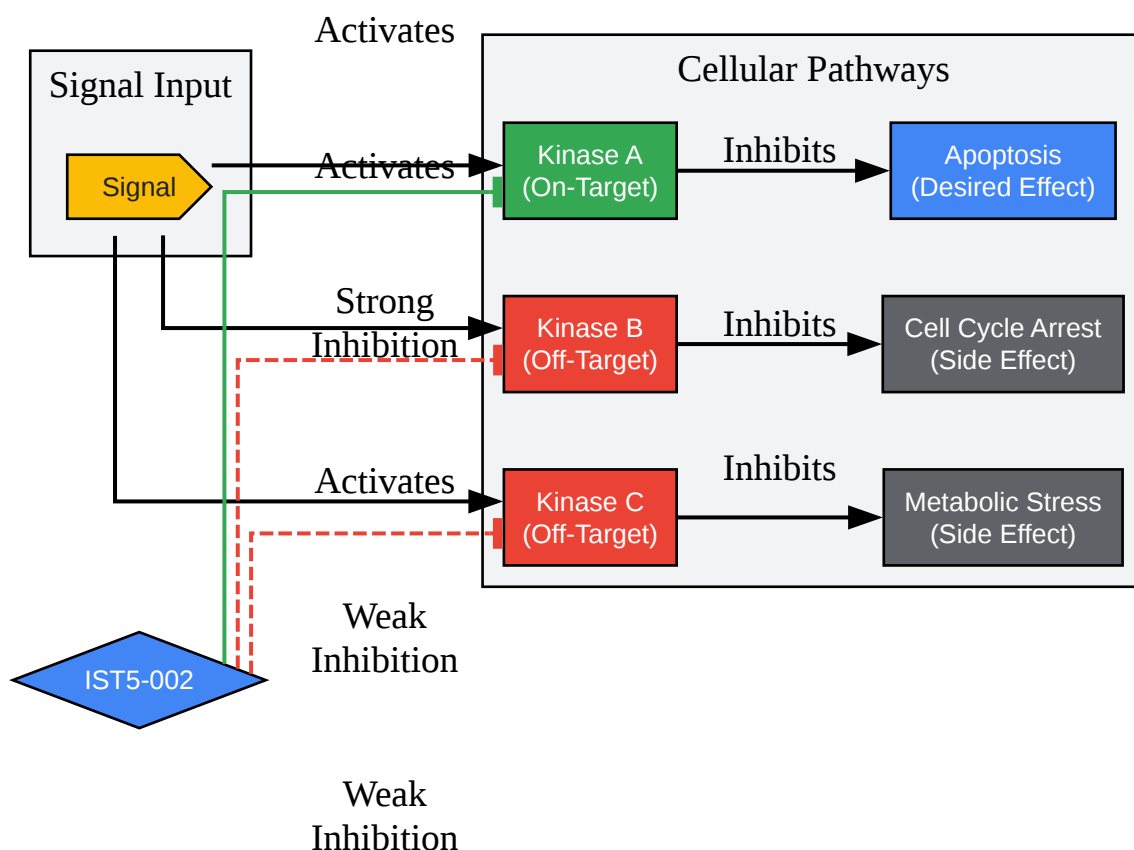 Activates
Signal Input
Cellular Pathways
Signal
Activates
Kinase A
(On-Target)
Inhibits
Apoptosis
(Desired Effect)
Strong
Inhibition
Kinase B
(Off-Target)
Inhibits
Cell Cycle Arrest
(Side Effect)
Activates
Kinase C
(Off-Target)
Inhibits
Metabolic Stress
(Side Effect)
Weak
Inhibition
IST5-002
Weak
Inhibition